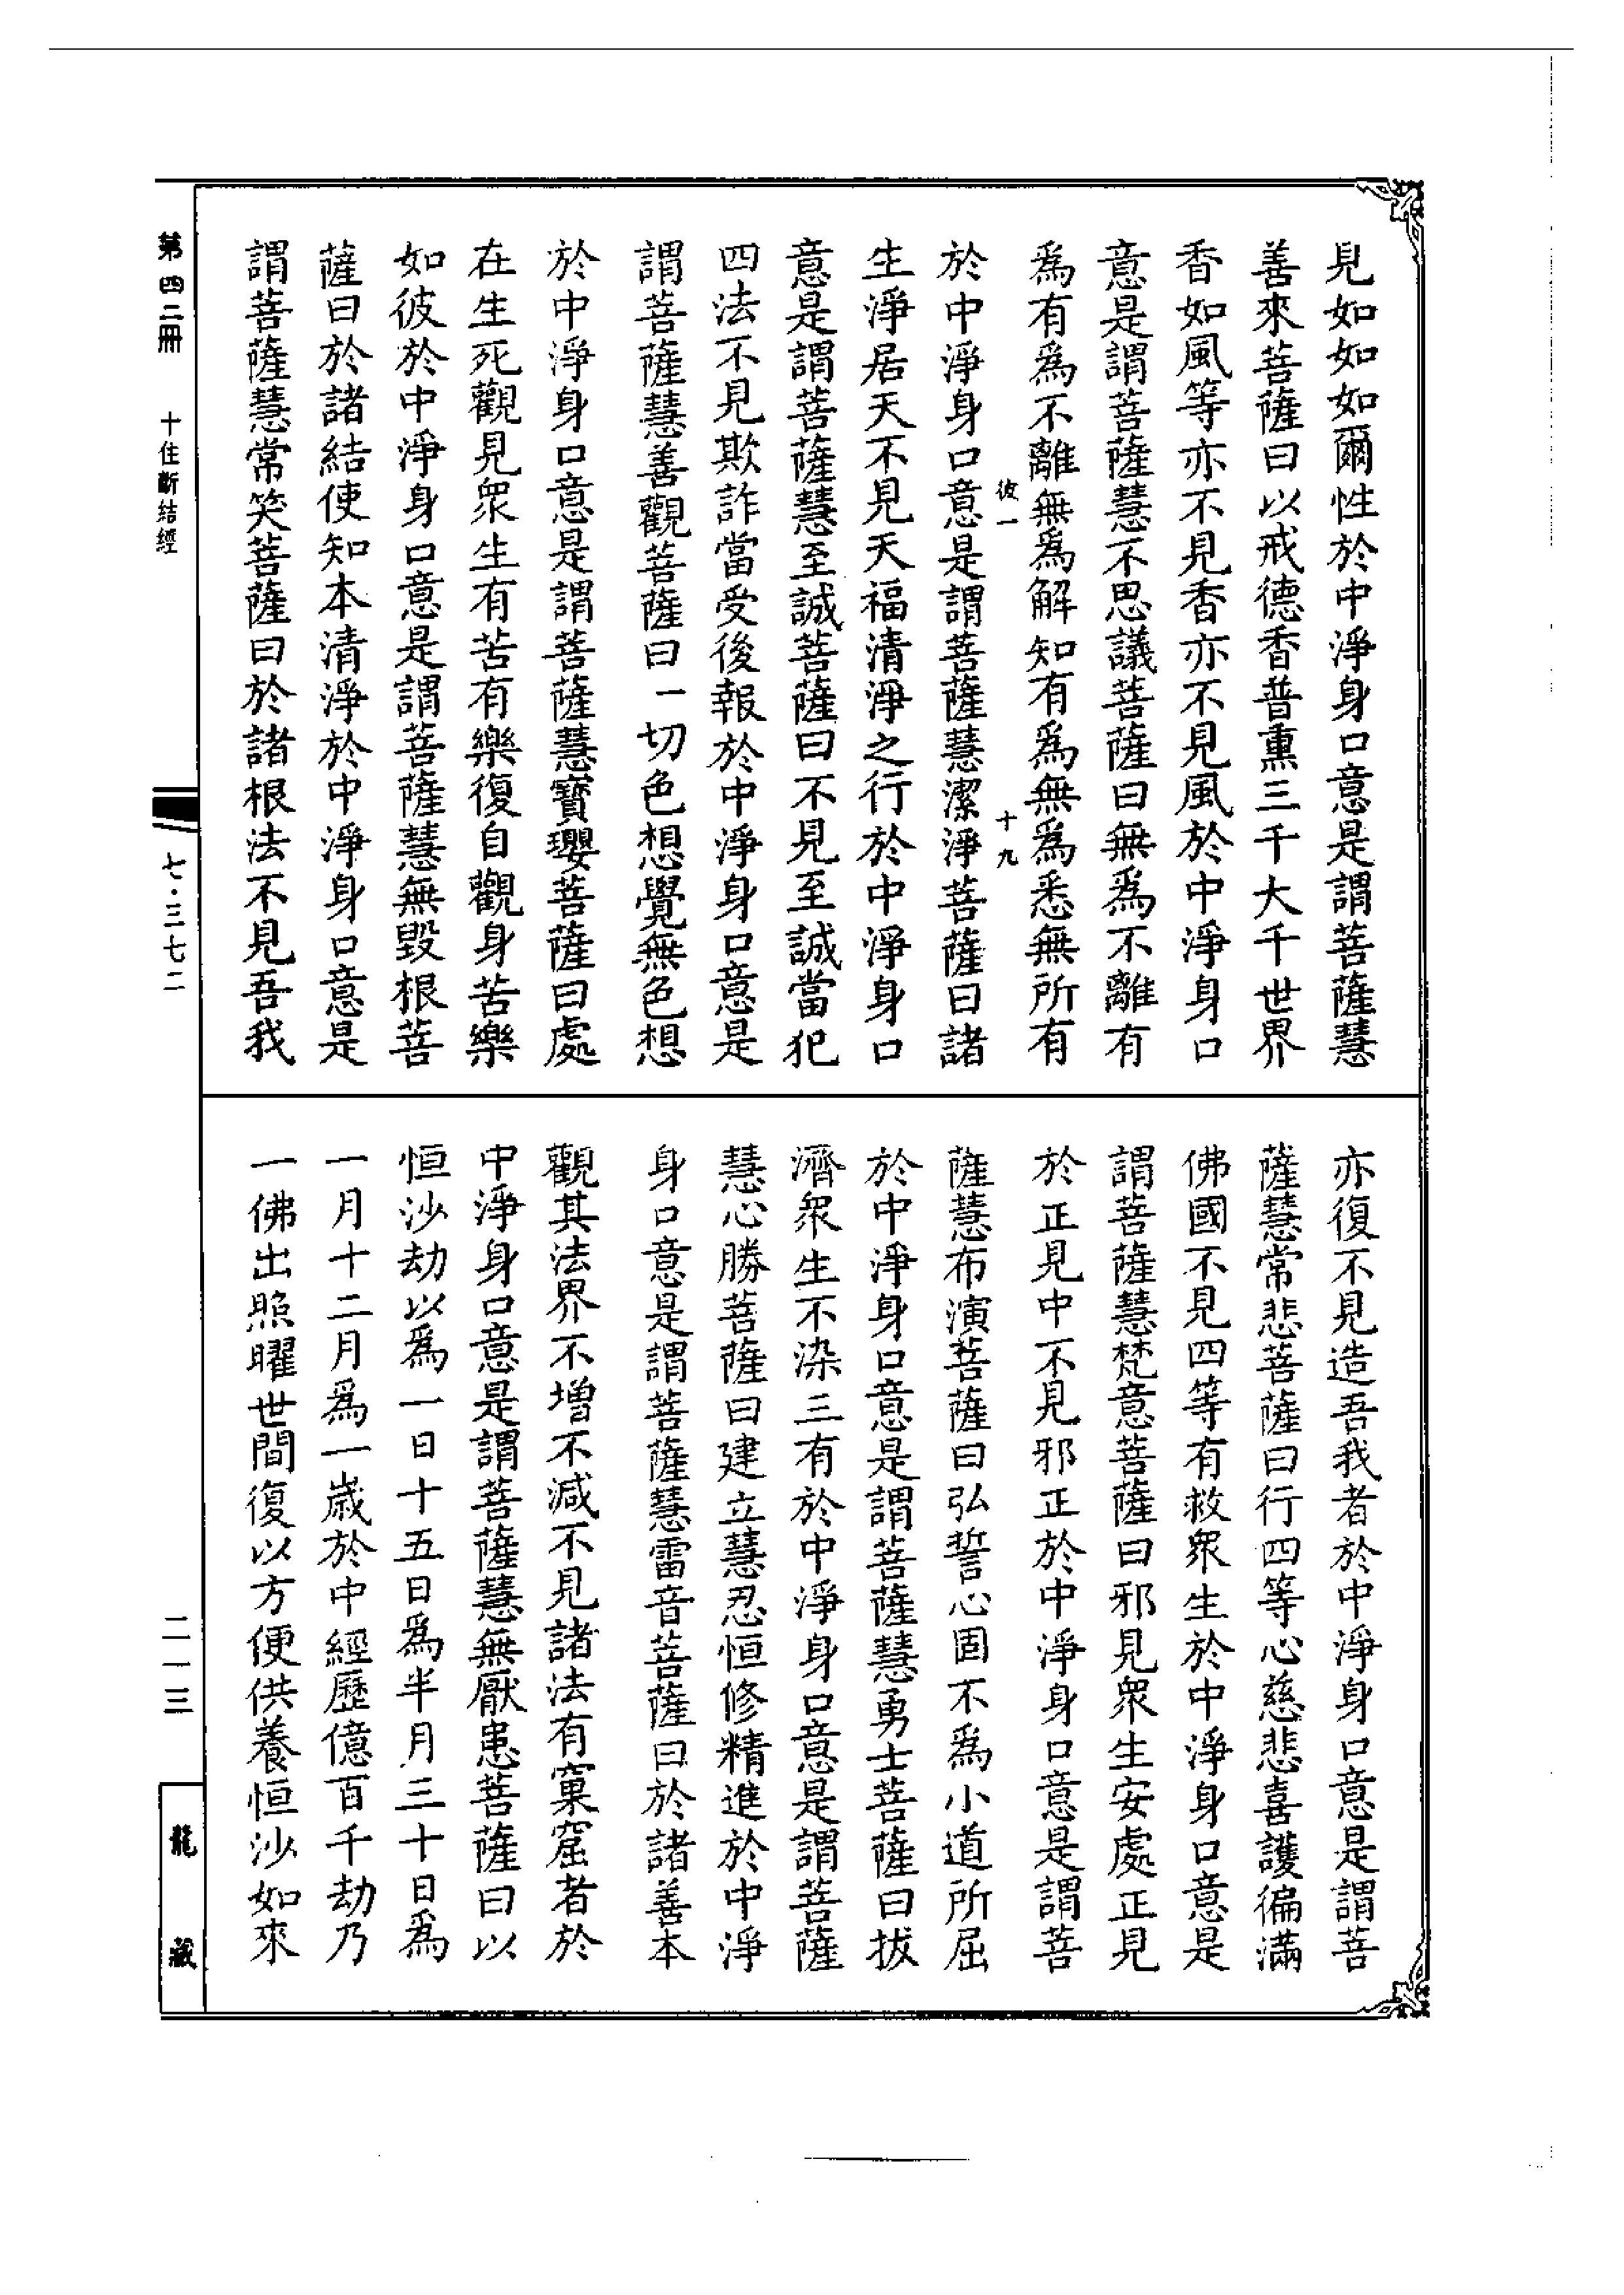 見如如如爾性於中淨身口意是謂菩薩慧
善來菩薩曰以戒德香普熏三千大千世界
香如風等亦不見香亦不見風於中淨身口
意是謂菩薩慧不思議菩薩曰無爲不離有
爲有爲不離無爲解知有爲無爲悉無所有
彼一 十九
於中淨身口意是謂菩薩慧潔淨菩薩曰諸
生淨居天不見天福清淨之行於中淨身口
意是謂菩薩慧至誠菩薩曰不見至誠當犯
四法不見欺詐當受後報於中淨身口意是
謂菩薩慧善觀菩薩曰一切色想覺無色想
於中淨身口意是謂菩薩慧寶瓔菩薩曰處
在生死觀見衆生有苦有樂復自觀身苦樂
如彼於中淨身口意是謂菩薩慧無毀根菩
薩曰於諸結使知本清淨於中淨身口意是
謂菩薩慧常笑菩薩曰於諸根法不見吾我
亦復不見造吾我者於中淨身口意是謂菩
薩慧常悲菩薩曰行四等心慈悲喜護徧滿
佛國不見四等有救衆生於中淨身口意是
謂菩薩慧梵意菩薩曰邪見衆生安處正見
於正見中不見邪正於中淨身口意是謂菩
薩慧布演菩薩曰弘誓心固不爲小道所屈
於中淨身口意是謂菩薩慧勇士菩薩曰拔
濟衆生不染三有於中淨身口意是謂菩薩
慧心勝菩薩曰建立慧忍恒修精進於中淨
身口意是謂菩薩慧雷音菩薩曰於諸善本
觀其法界不增不減不見諸法有窠窟者於
中淨身口意是謂菩薩慧無厭患菩薩曰以
恒沙劫以爲一日十五日爲半月三十日爲
一月十二月爲一歲於中經歷億百千劫乃
一佛出照曜世間復以方便供養恒沙如來
第四二冊 十住斷結經 七·三七二 二一三 龍藏